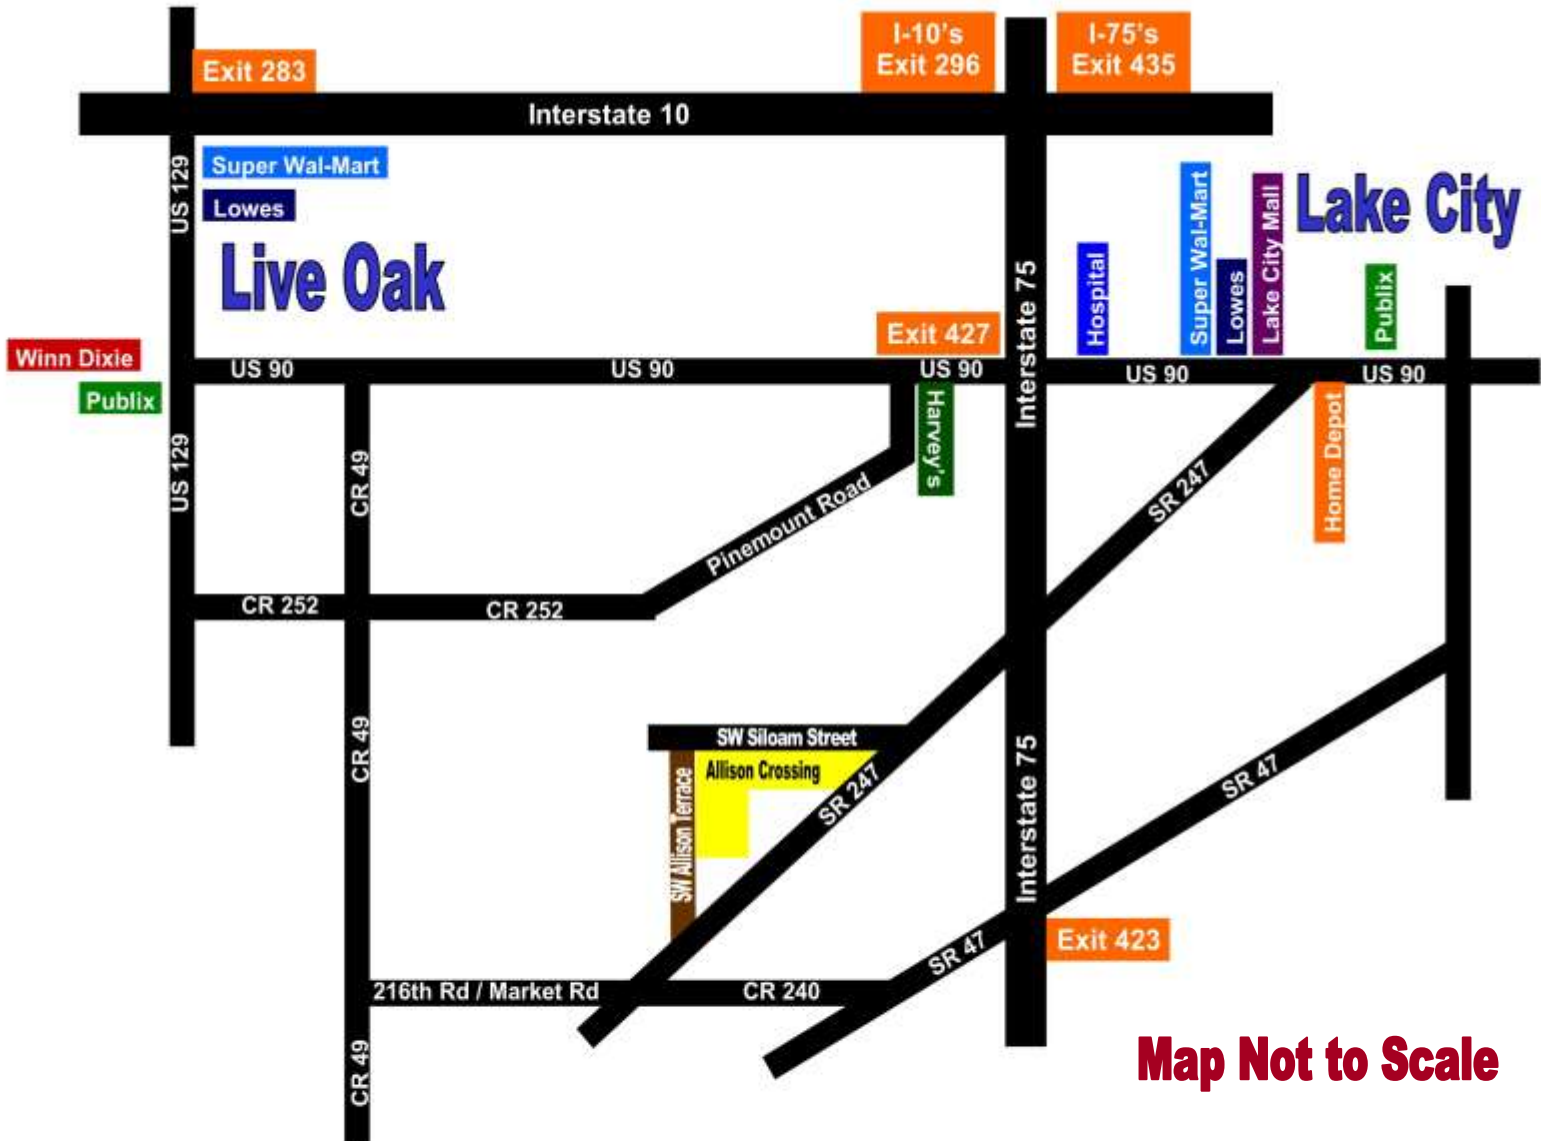 I-10's
Exit 296
I-75's
Exit 435
Exit 283
Interstate 10
US 129
Super Wal-Mart
Lowes
Live Oak
Interstate 75
Hospital
Super Wal-Mart
Lowes
Lake City Mall
Lake City
Publix
Exit 427
Winn Dixie
US 90
US 90
US 90
US 90
US 90
Publix
US 129
CR 49
Harvey's
Home Depot
SR 247
Pinemount Road
CR 252
CR 252
CR 49
SW Siloam Street
Allison Crossing
SW Allison Terrace
SR 247
Interstate 75
SR 47
Exit 423
SR 47
216th Rd / Market Rd
CR 240
CR 49
Map Not to Scale